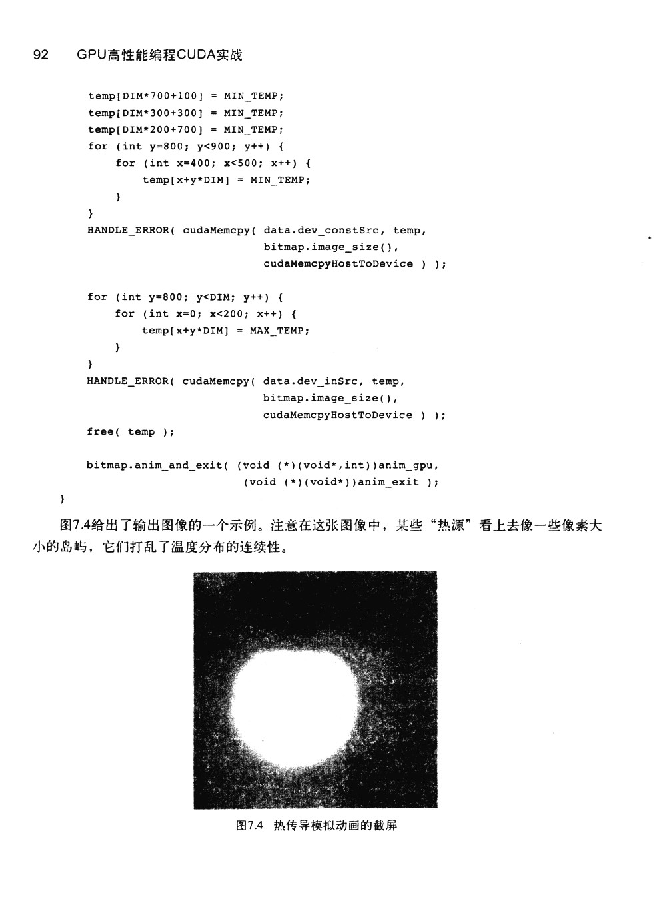 92 GPU高性能编程CUDA实战
temp[DIM*700+100] = MIN_TEMP;
temp[DIM*300+300] = MIN_TEMP;
temp[DIM*200+700] = MIN_TEMP;
for (int y=800; y<900; y++) {
for (int x=400; x<500; x++) {
temp[x+y*DIM] = MIN_TEMP;
}
}
HANDLE_ERROR( cudaMemcpy( data.dev_constSrc, temp,
bitmap.image_size(),
cudaMemcpyHostToDevice ) );
for (int y=800; y<DIM; y++) {
for (int x=0; x<200; x++) {
temp[x+y*DIM] = MAX_TEMP;
}
}
HANDLE_ERROR( cudaMemcpy( data.dev_inSrc, temp,
bitmap.image_size(),
cudaMemcpyHostToDevice ) );
free( temp );
bitmap.anim_and_exit( (void (*)(void*,int))anim_gpu,
(void (*)(void*))anim_exit );
}
图7.4给出了输出图像的一个示例。注意在这张图像中，某些“热源”看上去像一些像素大
小的岛屿，它们打乱了温度分布的连续性。
图7.4 热传导模拟动画的截屏